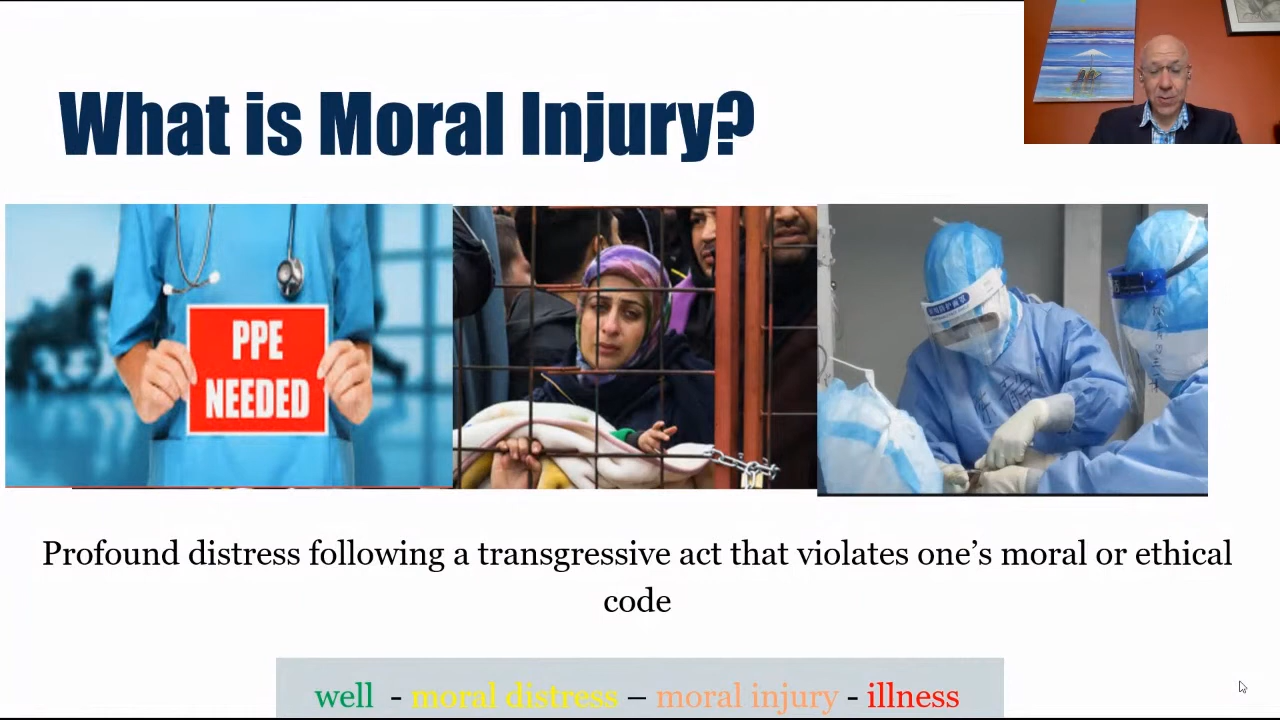 What is Moral Injury?
PPE
NEEDED
Profound distress following a transgressive act that violates one’s moral or ethical
code
well - moral distress – moral injury - illness